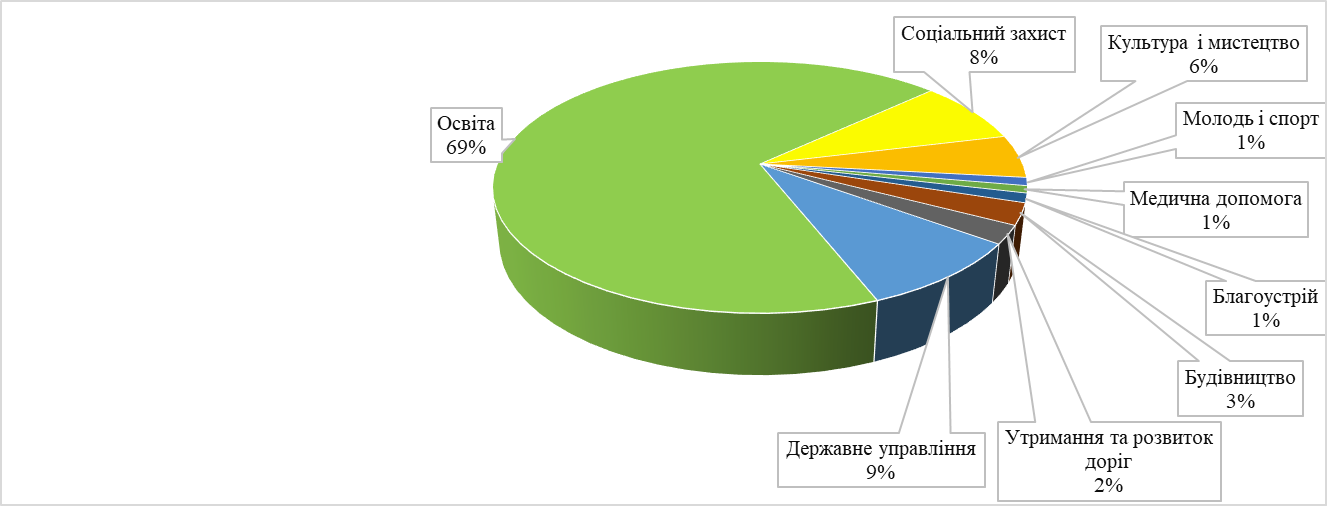 Соціальний захист
8%
Культура і мистецтво
6%
Освіта
69%
Молодь і спорт
1%
Медична допомога
1%
Благоустрій
1%
Будівництво
3%
Утримання та розвиток
доріг
2%
Державне управління
9%